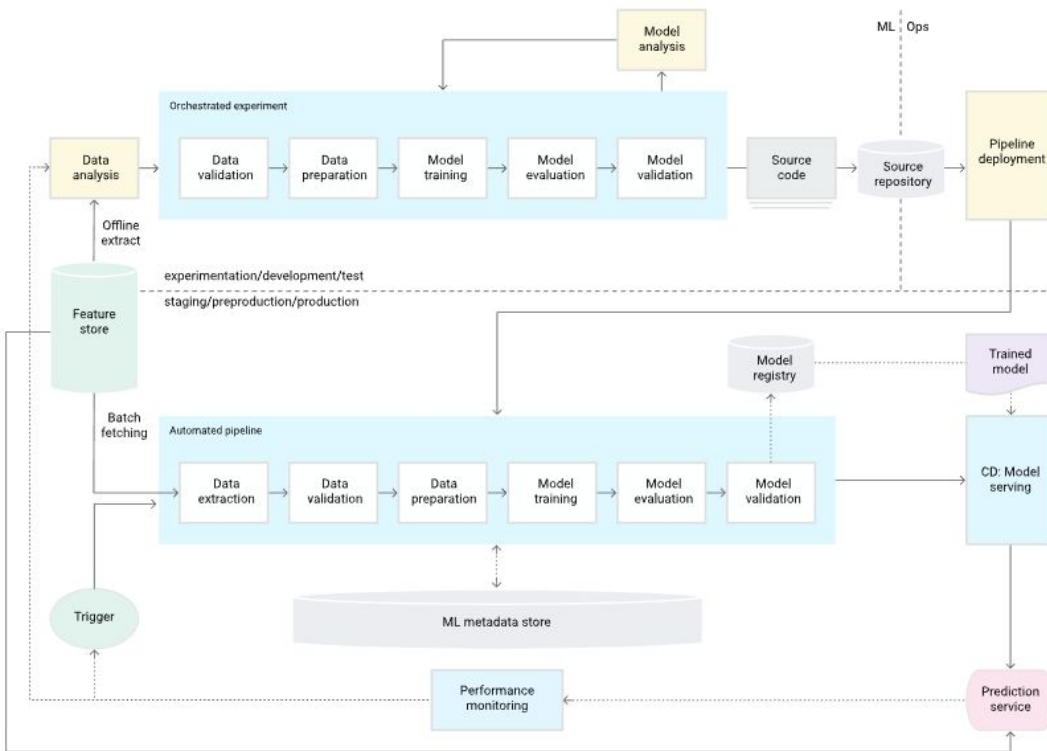 Model
analysis
ML
Ops
Orchestrated experiment
Data
analysis
Data
validation
Data
preparation
Model
training
Model
evaluation
Model
validation
Source
code
Source
repository
Pipeline
deployment
Offline
extract
experimentation/development/test
staging/preproduction/production
Feature
store
Model
registry
Trained
model
Batch
fetching
Automated pipeline
Data
extraction
Data
validation
Data
preparation
Model
training
Model
evaluation
Model
validation
CD: Model
serving
Trigger
ML metadata store
Performance
monitoring
Prediction
service